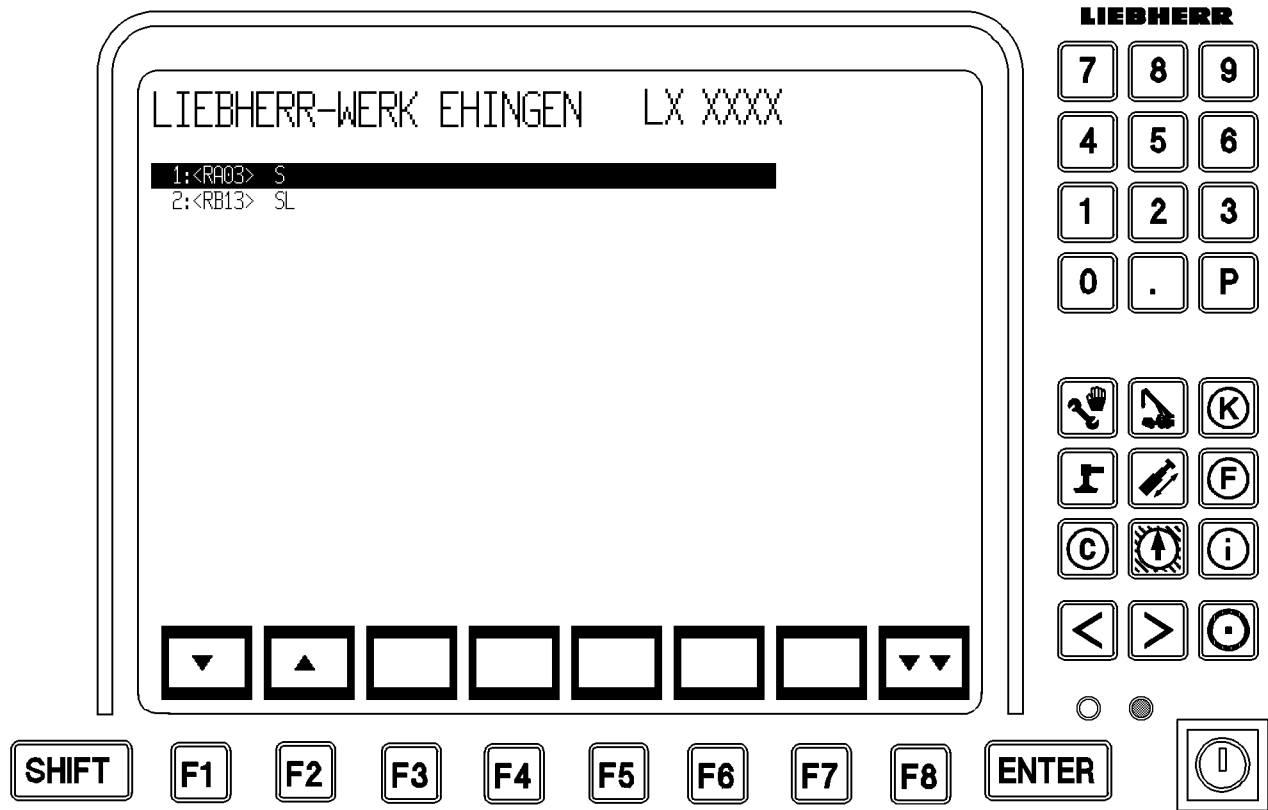 LIEBHERR
LIEBHERR-WERK EHINGEN LX XXXX
1:<RA03> S
2:<RB13> SL
7 8 9
4 5 6
1 2 3
0 . P
K
F
C i
< >
SHIFT F1 F2 F3 F4 F5 F6 F7 F8 ENTER